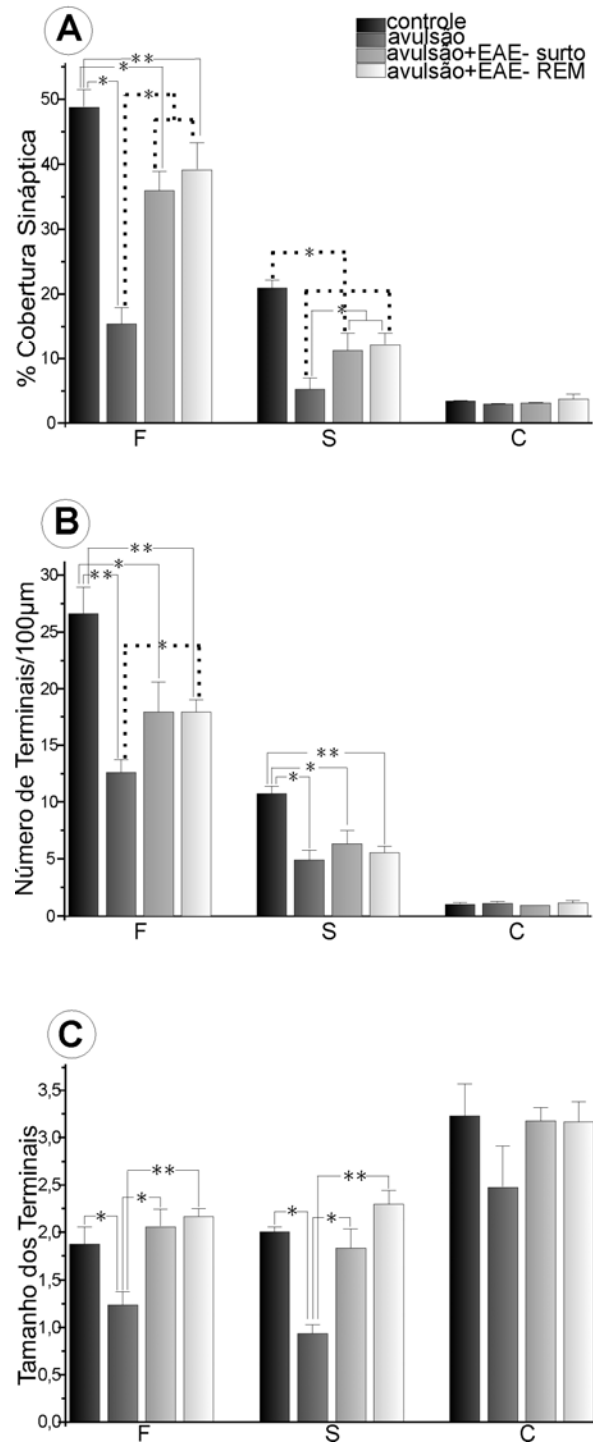 A
controle
avulsão
avulsão+EAE- surto
avulsão+EAE- REM
** 
*
*
*
50
40
30
20
10
0
% Cobertura Sináptica
*
*
F
S
C
B
**
*
**
*
30
25
20
15
10
5
0
Número de Terminais/100µm
**
*
*
F
S
C
C
3,5
3,0
2,5
2,0
1,5
1,0
0,5
0,0
Tamanho dos Terminais
**
*
*
**
*
*
F
S
C